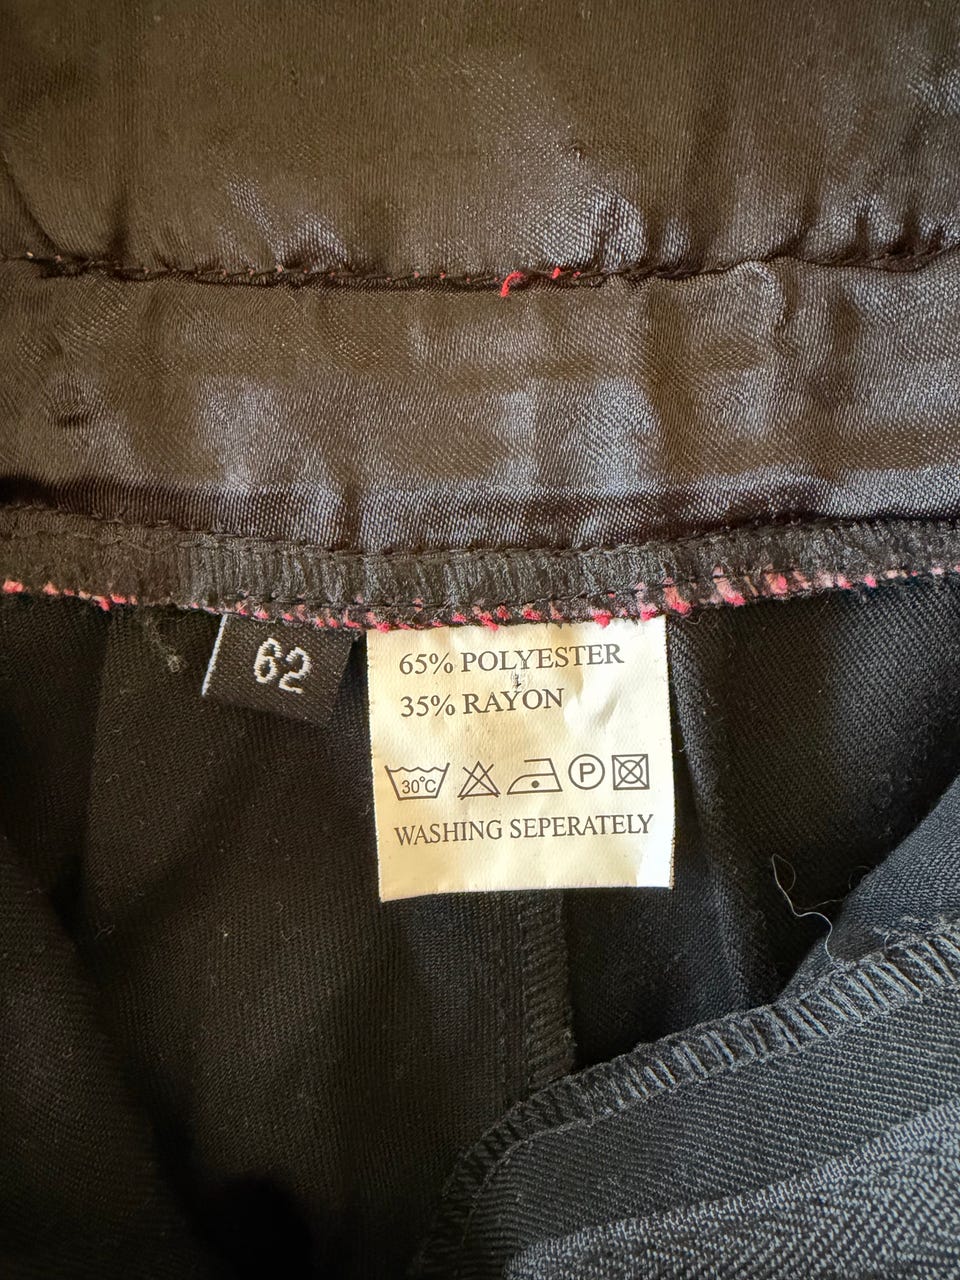 62
65% POLYESTER
35% RAYON
30°C P
WASHING SEPERATELY